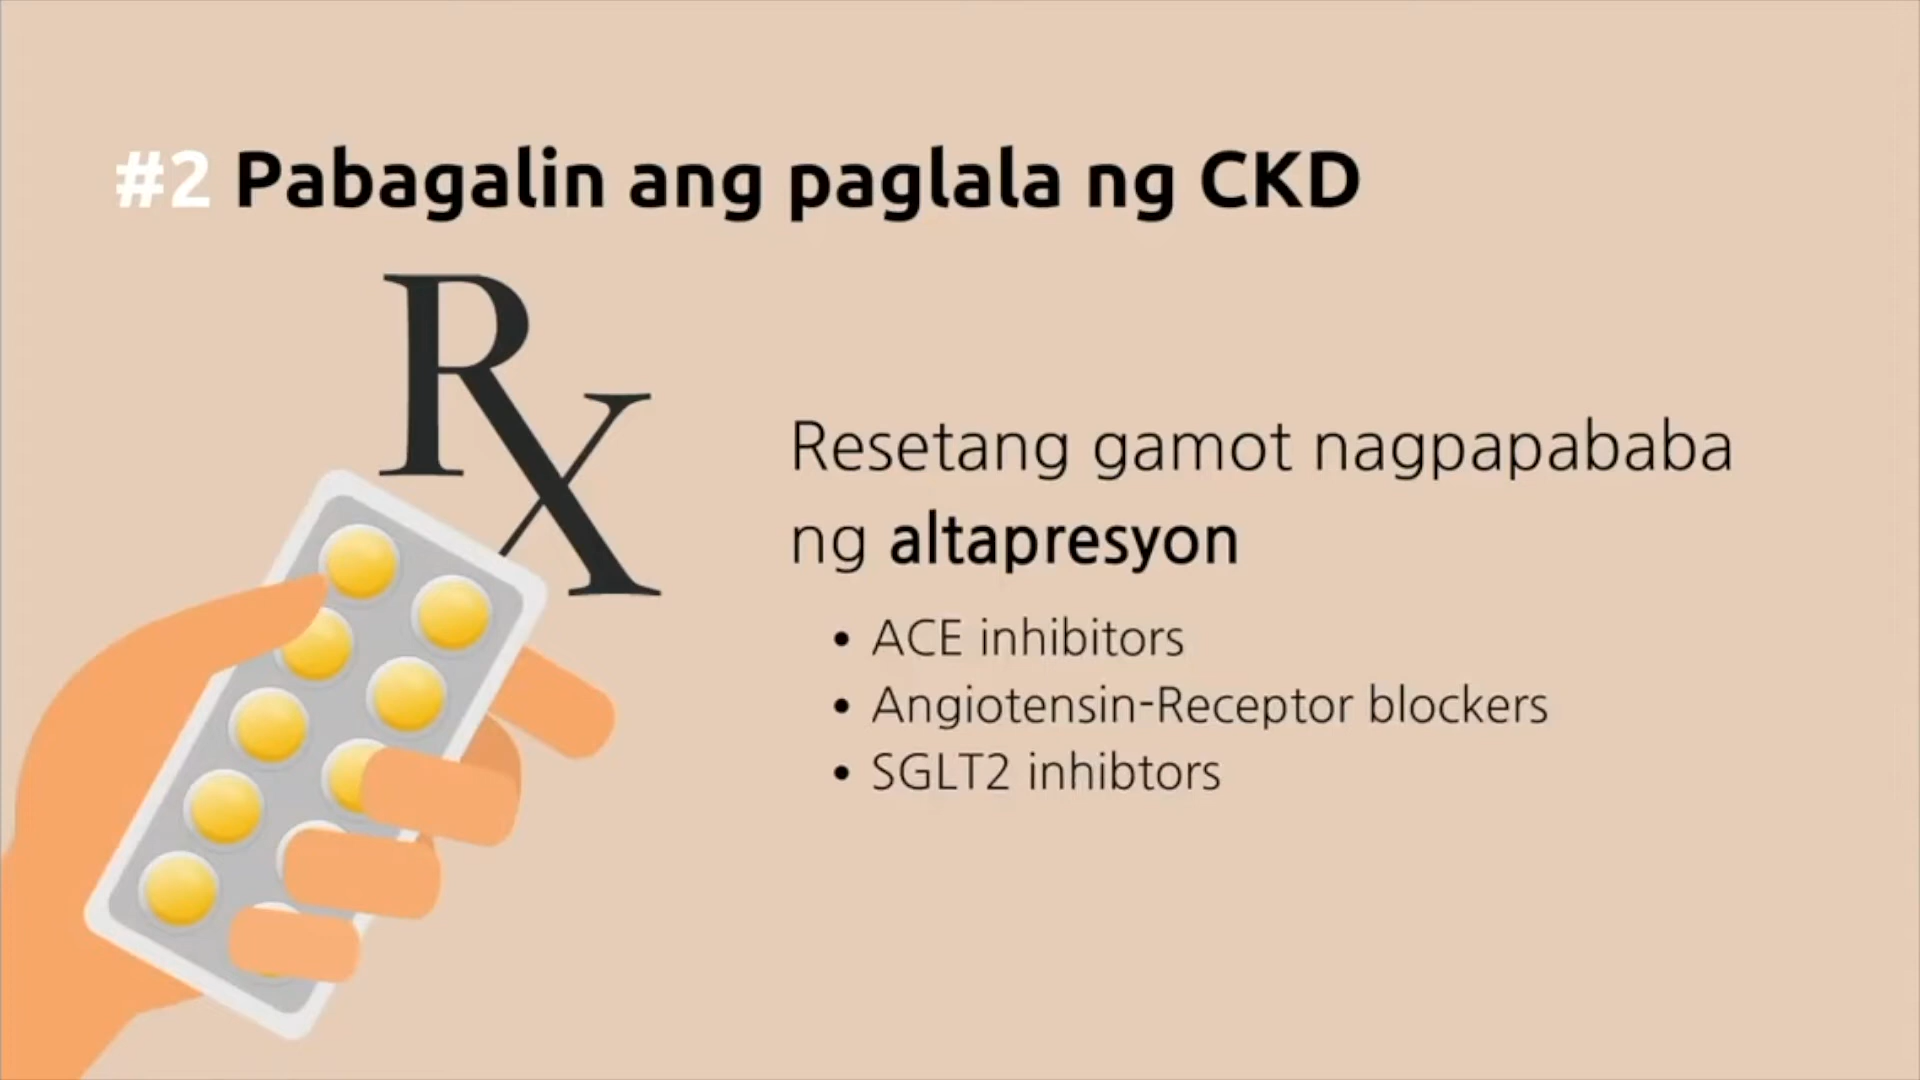 #2 Pabagalin ang paglala ng CKD
Rx
Resetang gamot nagpapababa
ng altapresyon
• ACE inhibitors
• Angiotensin-Receptor blockers
• SGLT2 inhibtors